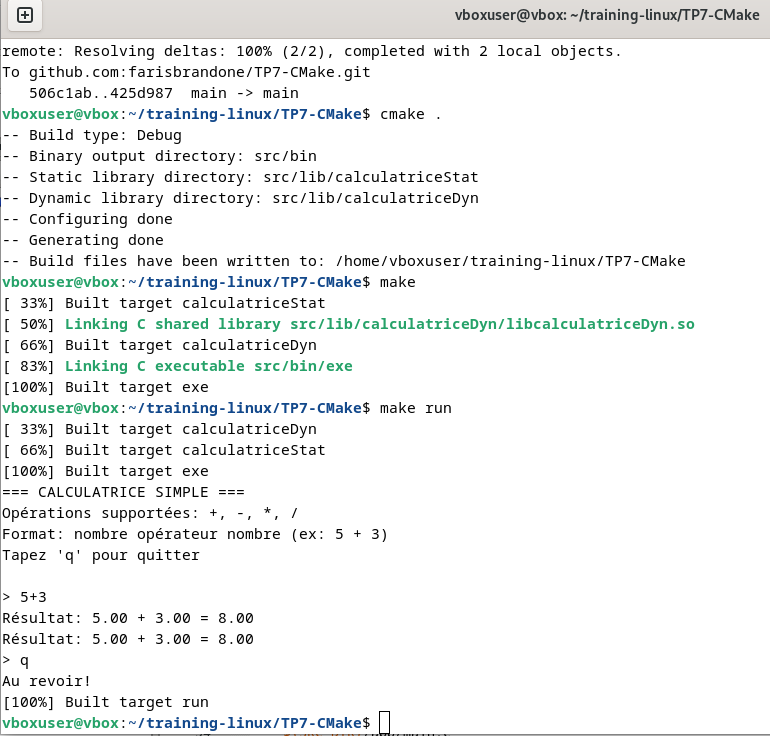 vboxuser@vbox: ~/training-linux/TP7-CMake
remote: Resolving deltas: 100% (2/2), completed with 2 local objects.
To github.com:farisbrandone/TP7-CMake.git
   506c1ab..425d987  main -> main
vboxuser@vbox:~/training-linux/TP7-CMake$ cmake .
-- Build type: Debug
-- Binary output directory: src/bin
-- Static library directory: src/lib/calculatriceStat
-- Dynamic library directory: src/lib/calculatriceDyn
-- Configuring done
-- Generating done
-- Build files have been written to: /home/vboxuser/training-linux/TP7-CMake
vboxuser@vbox:~/training-linux/TP7-CMake$ make
[ 33%] Built target calculatriceStat
[ 50%] Linking C shared library src/lib/calculatriceDyn/libcalculatriceDyn.so
[ 66%] Built target calculatriceDyn
[ 83%] Linking C executable src/bin/exe
[100%] Built target exe
vboxuser@vbox:~/training-linux/TP7-CMake$ make run
[ 33%] Built target calculatriceDyn
[ 66%] Built target calculatriceStat
[100%] Built target exe
=== CALCULATRICE SIMPLE ===
Opérations supportées: +, -, *, /
Format: nombre opérateur nombre (ex: 5 + 3)
Tapez 'q' pour quitter
> 5+3
Résultat: 5.00 + 3.00 = 8.00
Résultat: 5.00 + 3.00 = 8.00
> q
Au revoir!
[100%] Built target run
vboxuser@vbox:~/training-linux/TP7-CMake$